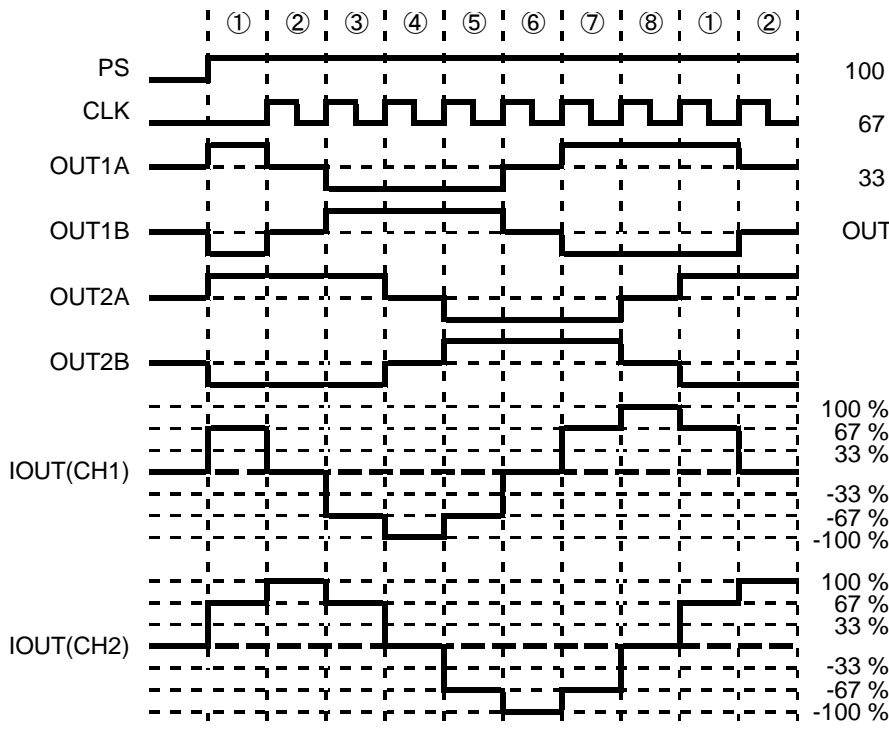 ① ② ③ ④ ⑤ ⑥ ⑦ ⑧ ① ②
PS
100
CLK
67
OUT1A
33
OUT1B
OUT
OUT2A
OUT2B
100 %
67 %
33 %
IOUT(CH1)
-33 %
-67 %
-100 %
100 %
67 %
33 %
IOUT(CH2)
-33 %
-67 %
-100 %